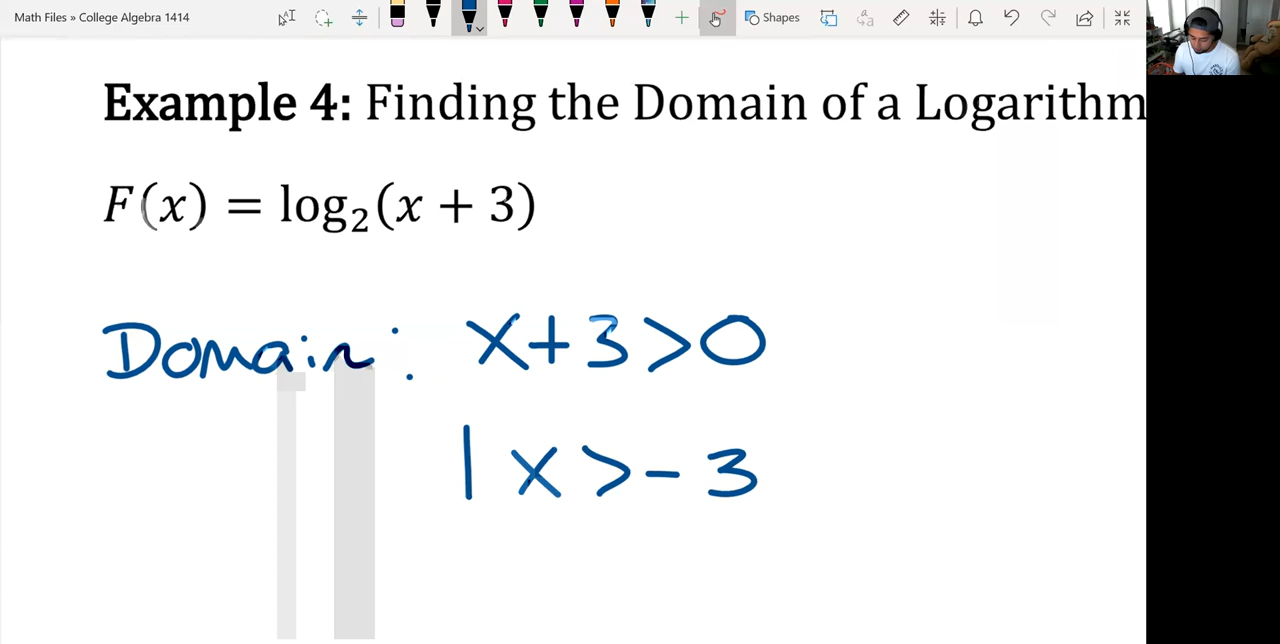 Math Files » College Algebra 1414
Shapes
Example 4: Finding the Domain of a Logarithm
F(x) = log₂(x + 3)
Domain: x+3>0
| x > - 3